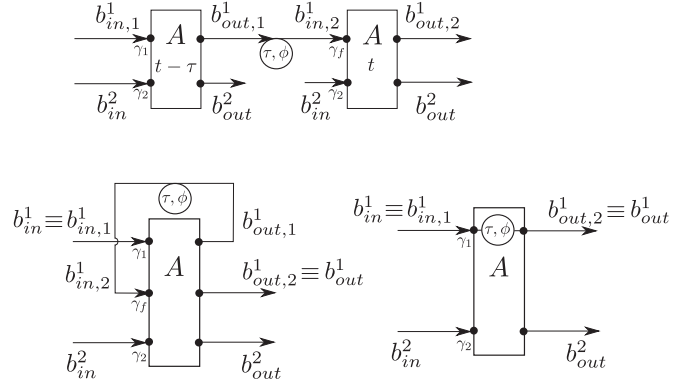 b^1_{in,1} b^1_{out,1} b^1_{in,2} b^1_{out,2}
A τ, ϕ A
γ_1 γ_f
t − τ t
γ_2 γ_2
b^2_{in} b^2_{out} b^2_{in} b^2_{out}
τ, ϕ
b^1_{in} ≡ b^1_{in,1} b^1_{out,1}
γ_1
b^1_{in,2} A b^1_{out,2} ≡ b^1_{out}
γ_f
γ_2
b^2_{in} b^2_{out}
b^1_{in} ≡ b^1_{in,1} b^1_{out,2} ≡ b^1_{out}
τ, ϕ
γ_1
A
γ_2
b^2_{in} b^2_{out}